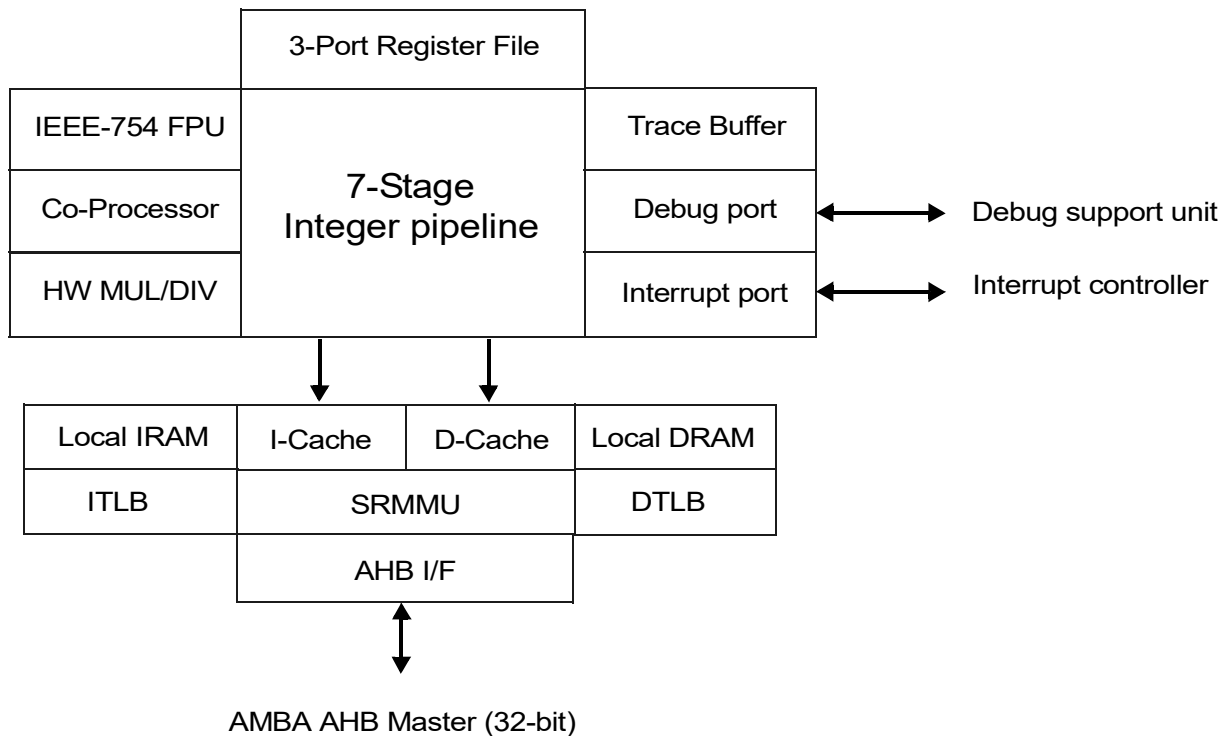 3-Port Register File
IEEE-754 FPU
Trace Buffer
7-Stage
Integer pipeline
Co-Processor
Debug port
Debug support unit
HW MUL/DIV
Interrupt port
Interrupt controller
Local IRAM
I-Cache
D-Cache
Local DRAM
ITLB
SRMMU
DTLB
AHB I/F
AMBA AHB Master (32-bit)